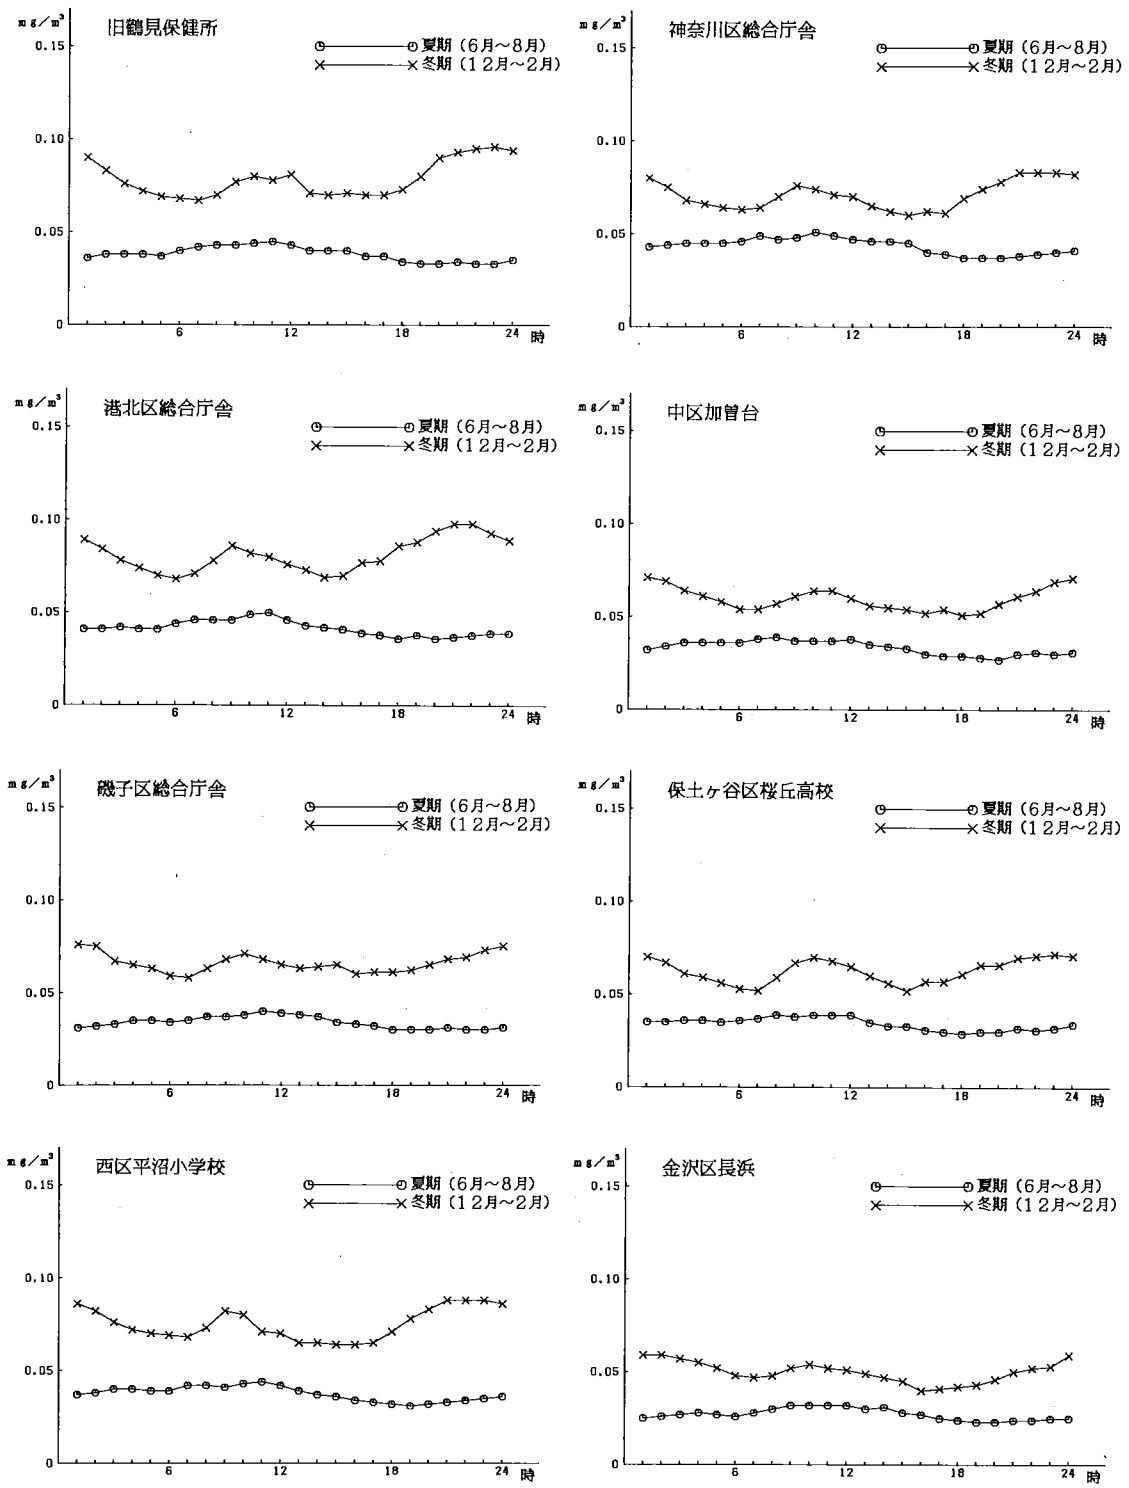 mg/m³
旧鶴見保健所
夏期(6月～8月)
冬期(12月～2月)
0.15
0.10
0.05
0
6
12
18
24
時
mg/m³
神奈川区総合庁舎
夏期(6月～8月)
冬期(12月～2月)
0.15
0.10
0.05
0
6
12
18
24
時
mg/m³
港北区総合庁舎
夏期(6月～8月)
冬期(12月～2月)
0.15
0.10
0.05
0
6
12
18
24
時
mg/m³
中区加曽台
夏期(6月～8月)
冬期(12月～2月)
0.15
0.10
0.05
0
6
12
18
24
時
mg/m³
磯子区総合庁舎
夏期(6月～8月)
冬期(12月～2月)
0.15
0.10
0.05
0
6
12
18
24
時
mg/m³
保土ヶ谷区桜丘高校
夏期(6月～8月)
冬期(12月～2月)
0.15
0.10
0.05
0
6
12
18
24
時
mg/m³
西区平沼小学校
夏期(6月～8月)
冬期(12月～2月)
0.15
0.10
0.05
0
6
12
18
24
時
mg/m³
金沢区長浜
夏期(6月～8月)
冬期(12月～2月)
0.15
0.10
0.05
0
6
12
18
24
時